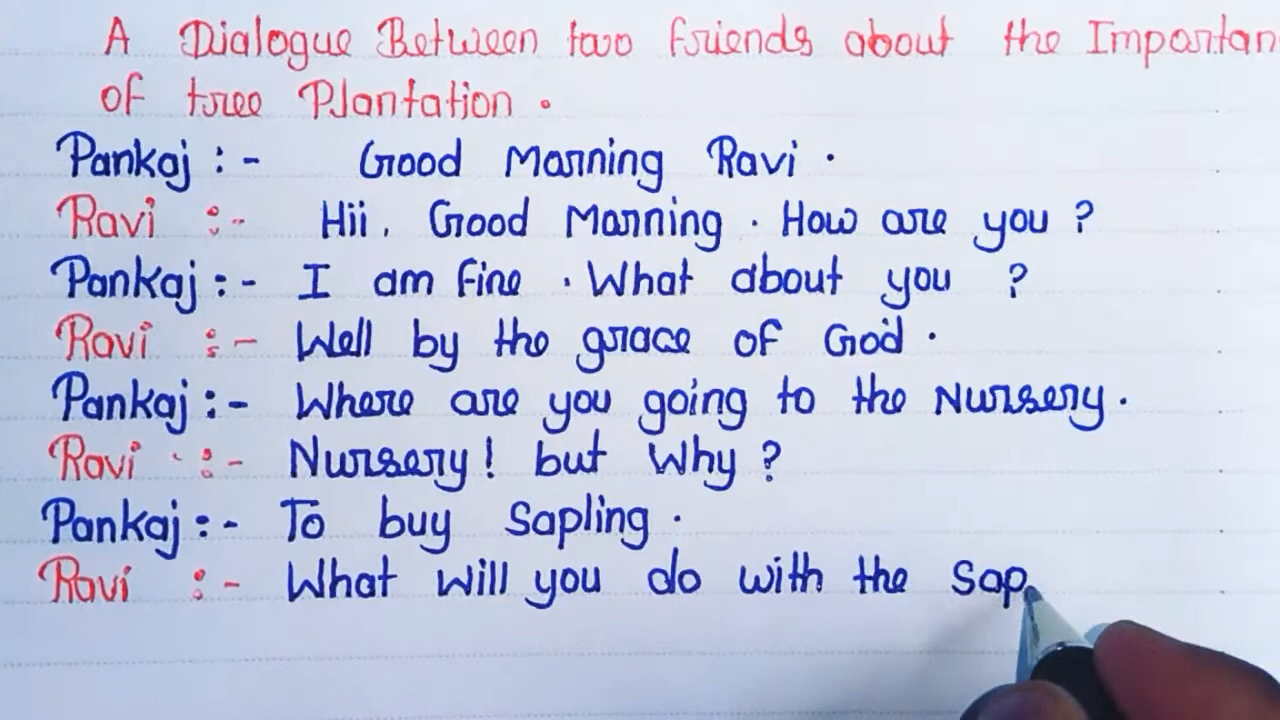 A Dialogue Between two friends about the Importan
of tree Plantation .
Pankaj :- Good Morning Ravi .
Ravi :- Hii . Good Morning . How are you ?
Pankaj :- I am fine . What about you ?
Ravi :- Well by the grace of God .
Pankaj :- Where are you going to the Nursery .
Ravi :- Nursery ! but Why ?
Pankaj :- To buy Sapling .
Ravi :- What will you do with the Sap